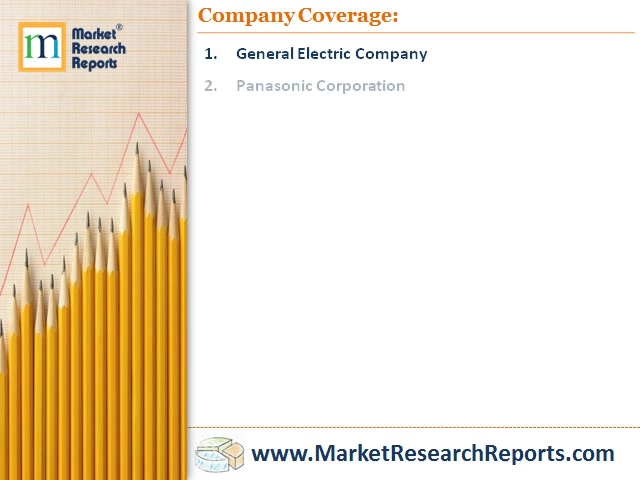 m
Market®
Research
Reports
Company Coverage:
1. General Electric Company
2. Panasonic Corporation
www.MarketResearchReports.com